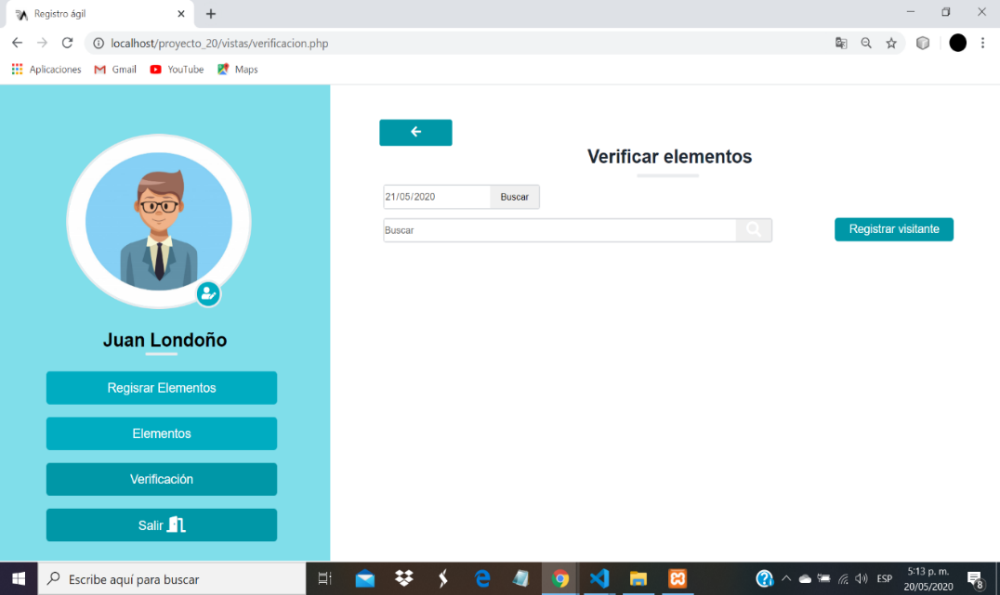 Registro ágil
localhost/proyecto_20/vistas/verificacion.php
Aplicaciones Gmail YouTube Maps
Verificar elementos
21/05/2020 Buscar
Buscar
Registrar visitante
Juan Londoño
Regisrar Elementos
Elementos
Verificación
Salir
Escribe aquí para buscar
ESP
5:13 p. m.
20/05/2020
8